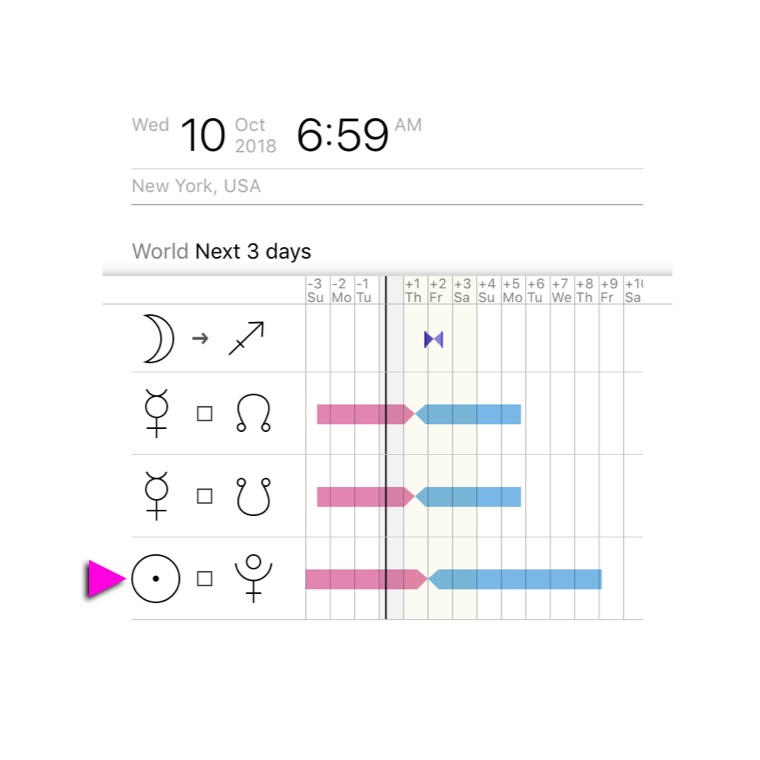 Wed 10 Oct 2018 6:59 AM
New York, USA
World Next 3 days
-3 -2 -1 +1 +2 +3 +4 +5 +6 +7 +8 +9
Su Mo Tu Th Fr Sa Su Mo Tu We Th Fr Sa